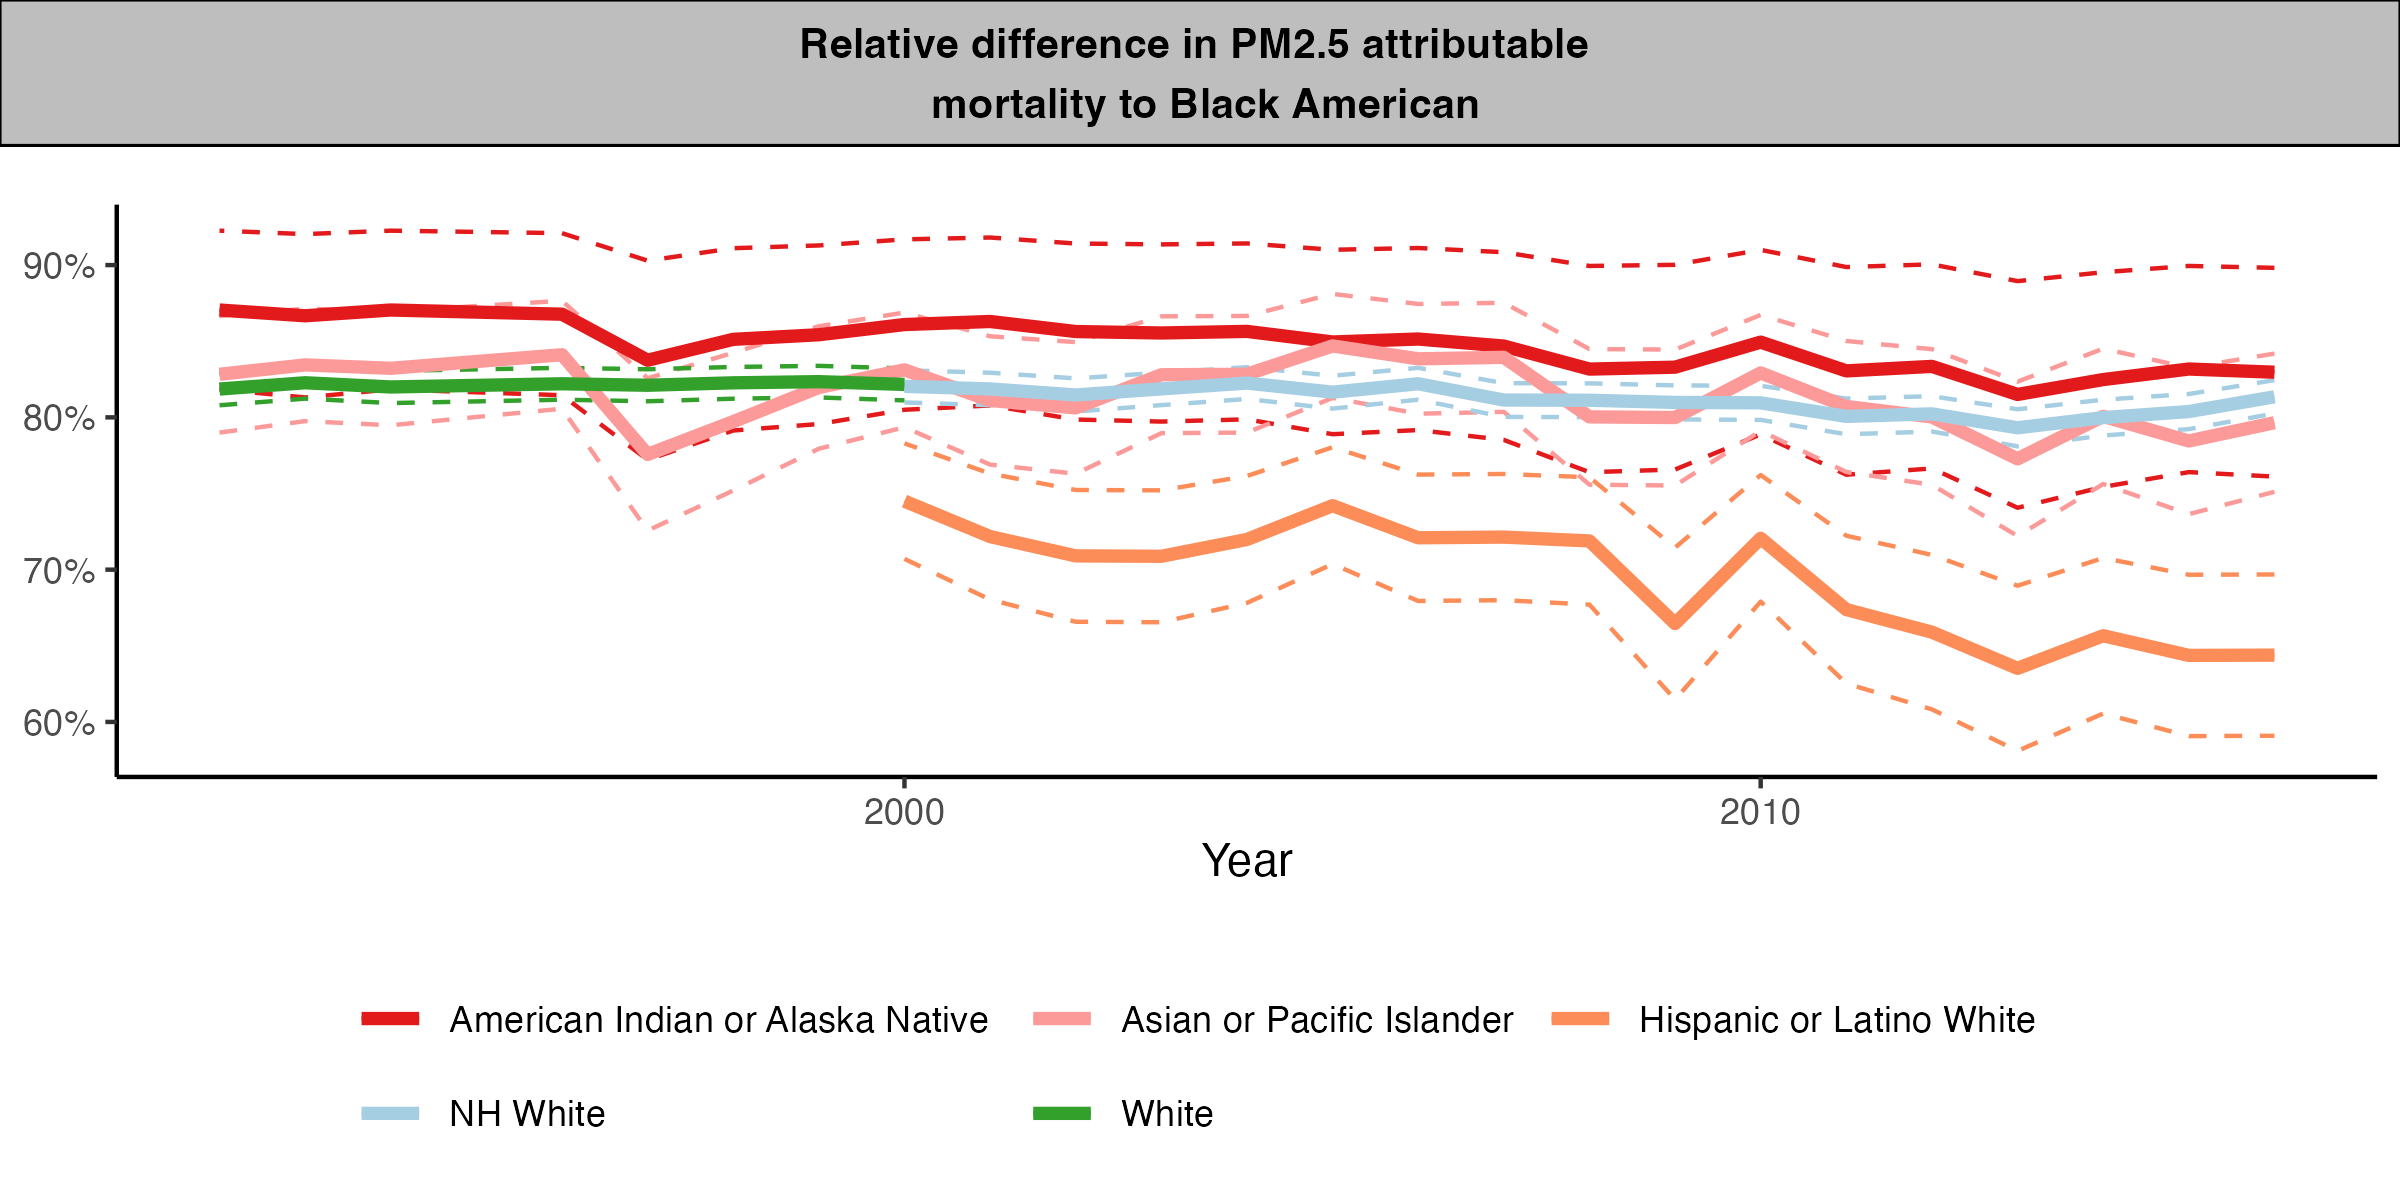 Relative difference in PM2.5 attributable
mortality to Black American
90%
80%
70%
60%
2000
2010
Year
American Indian or Alaska Native
Asian or Pacific Islander
Hispanic or Latino White
NH White
White